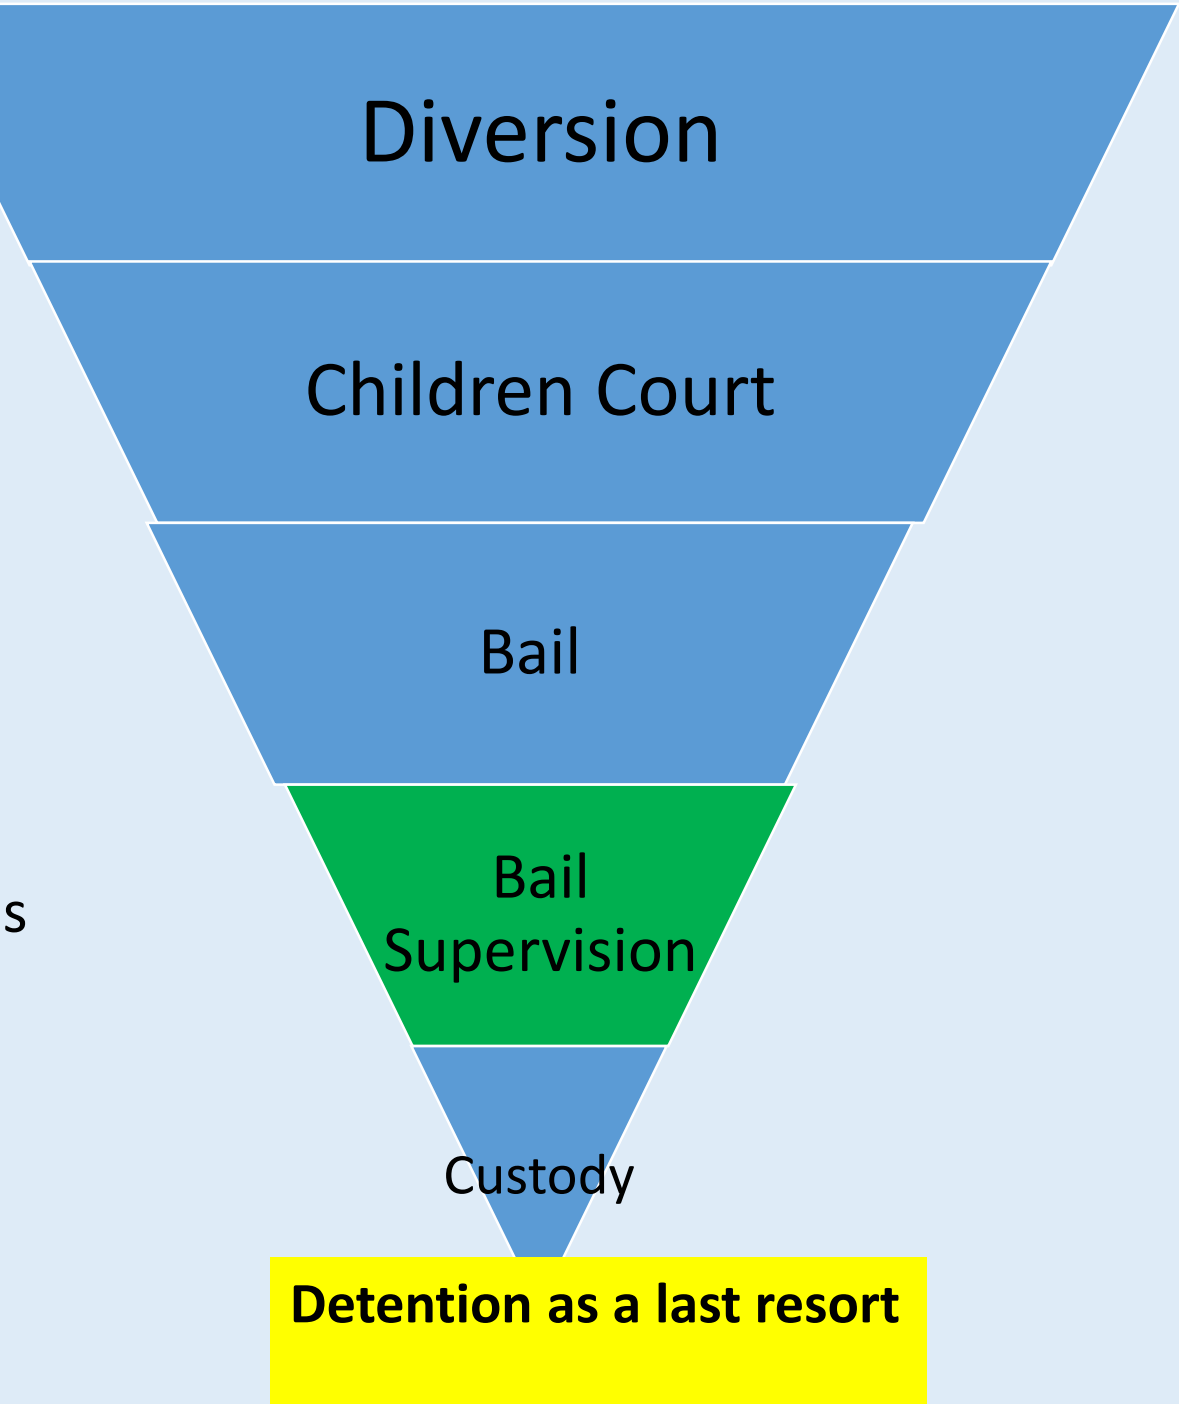 Diversion
Children Court
Bail
Bail
Supervision
s
Custody
Detention as a last resort